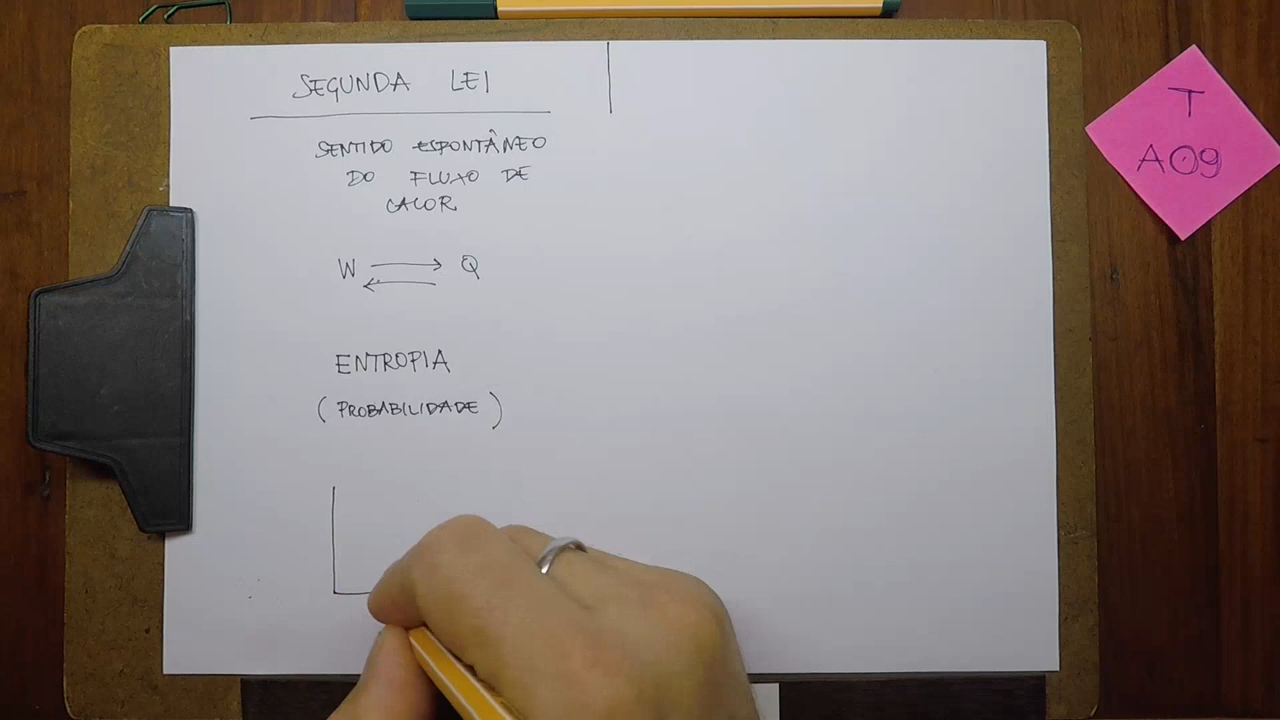 SEGUNDA LEI
SENTIDO ESPONTÂNEO
DO FLUXO DE
CALOR
W Q
ENTROPIA
(PROBABILIDADE)
T
A09